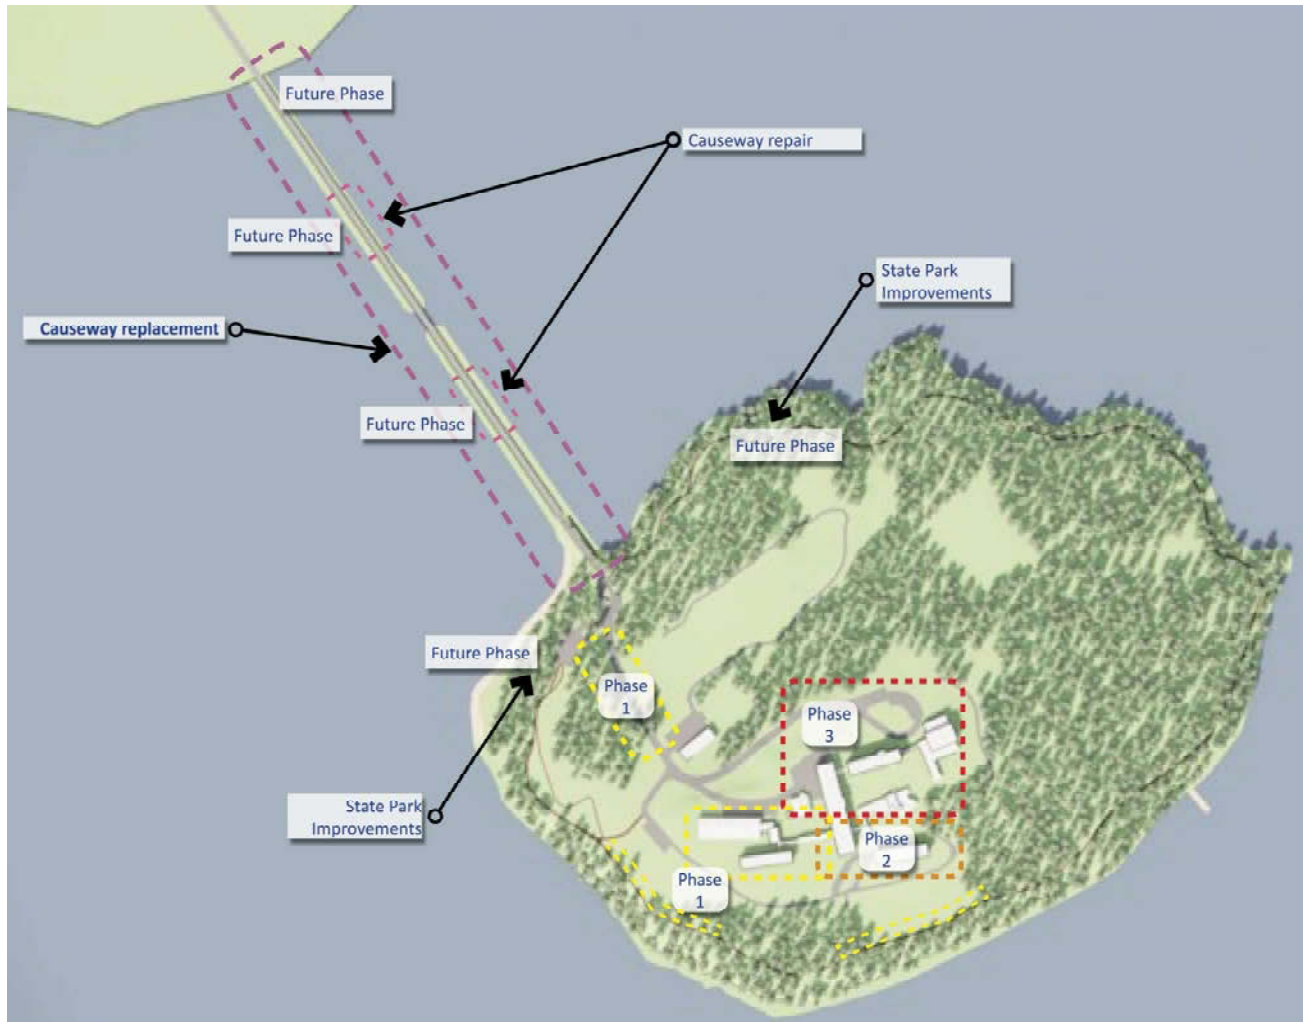 Future Phase
Causeway repair
Future Phase
State Park
Improvements
Causeway replacement
Future Phase
Future Phase
Future Phase
Phase
1
Phase
3
State Park
Improvements
Phase
2
Phase
1